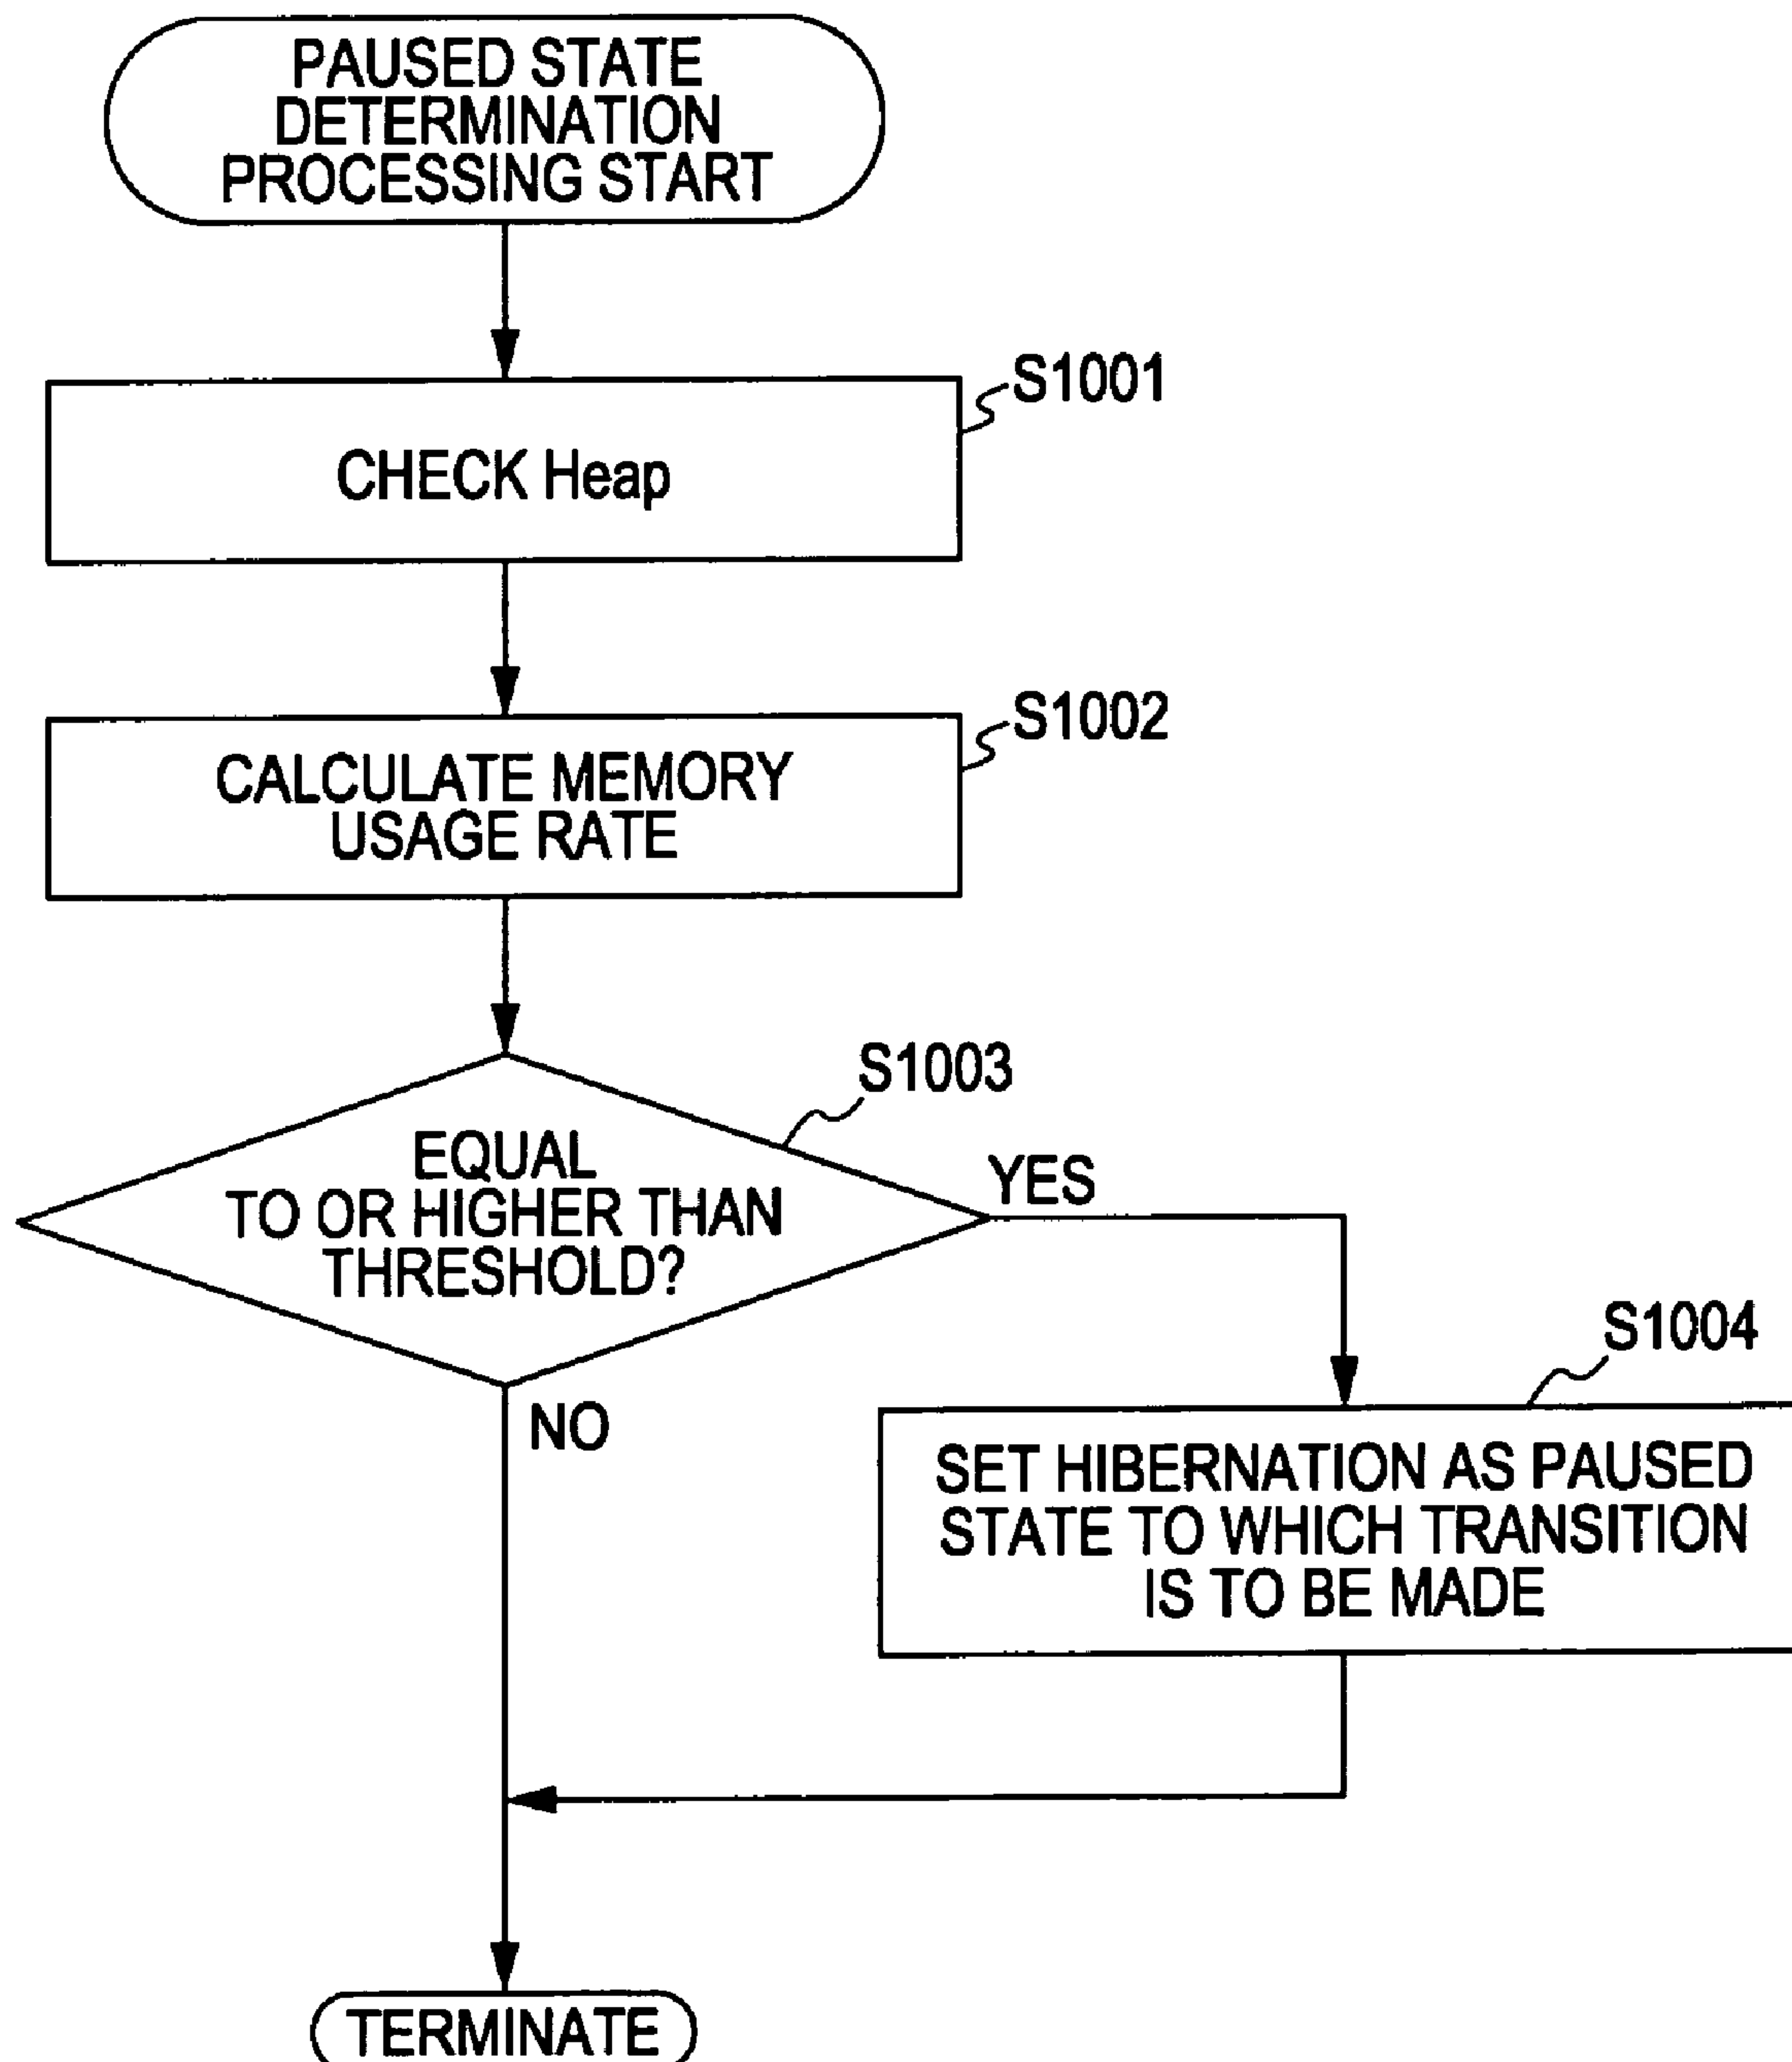 PAUSED STATE
DETERMINATION
PROCESSING START
S1001
CHECK Heap
S1002
CALCULATE MEMORY
USAGE RATE
S1003
EQUAL
TO OR HIGHER THAN
THRESHOLD?
YES
NO
S1004
SET HIBERNATION AS PAUSED
STATE TO WHICH TRANSITION
IS TO BE MADE
TERMINATE